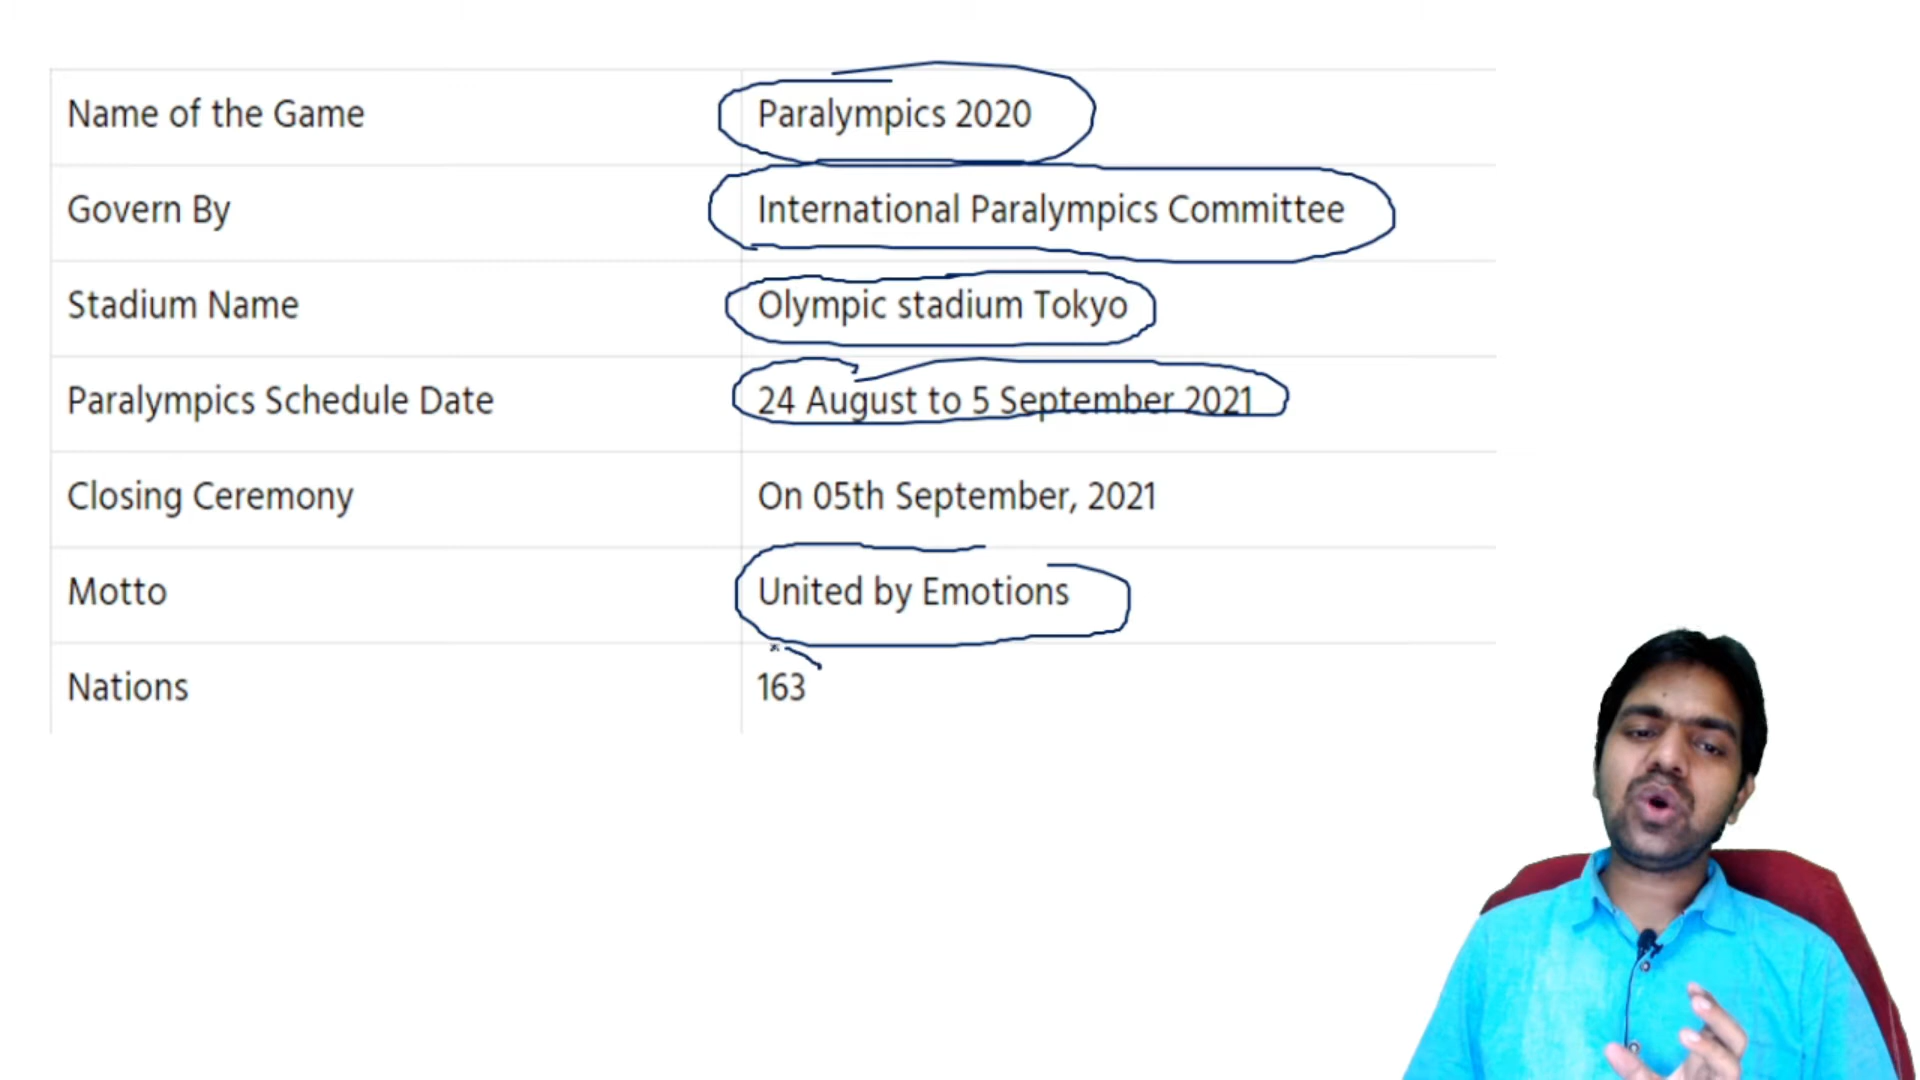 Name of the Game Paralympics 2020
Govern By International Paralympics Committee
Stadium Name Olympic stadium Tokyo
Paralympics Schedule Date 24 August to 5 September 2021
Closing Ceremony On 05th September, 2021
Motto United by Emotions
Nations 163